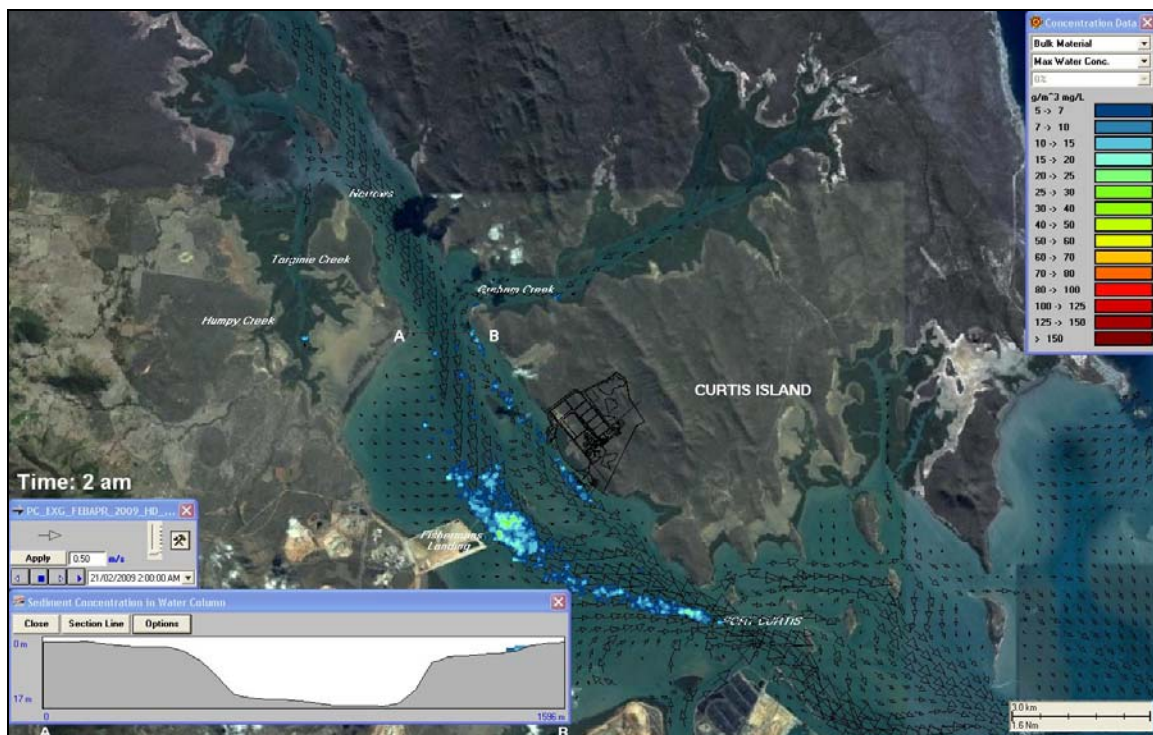 Concentration Data
Bulk Material
Max Water Conc.
0%
g/m^3 mg/L
5 -> 7
7 -> 10
10 -> 15
15 -> 20
20 -> 25
25 -> 30
30 -> 40
40 -> 50
50 -> 60
60 -> 70
70 -> 80
80 -> 100
100 -> 125
125 -> 150
> 150
Narrows
Targinie Creek
Graham Creek
Humpy Creek
A
B
CURTIS ISLAND
Time: 2 am
Fishermans
Landing
PORT CURTIS
PC_EXG_FEBAPR_2009_HD_...
Apply 0.50 m/s
21/02/2009 2:00:00 AM
Sediment Concentration in Water Column
Close Section Line Options
0 m
17 m
0 1596 m
A B
3.0 km
1.6 Nm